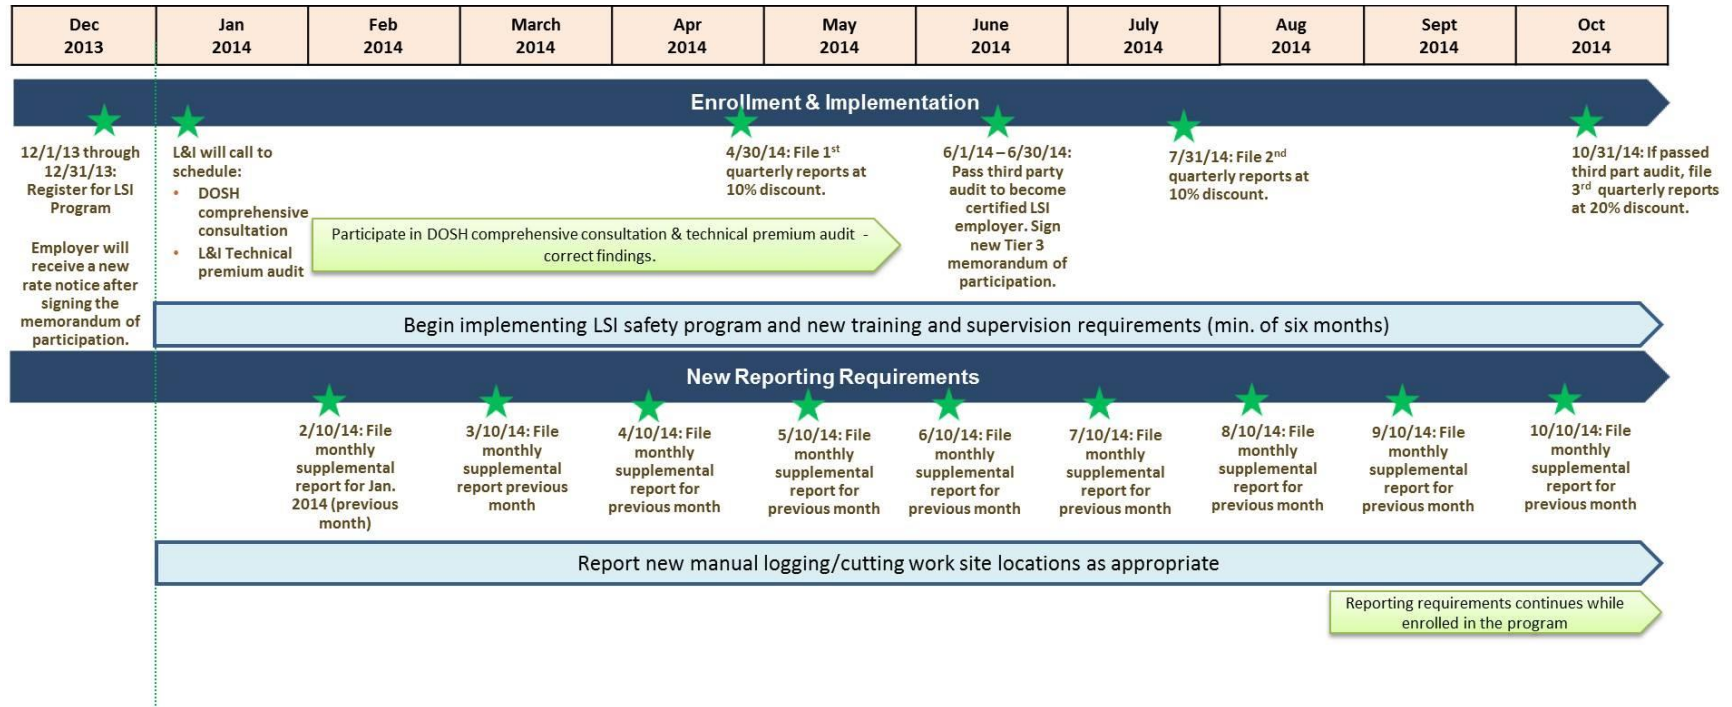 Dec
2013
Jan
2014
Feb
2014
March
2014
Apr
2014
May
2014
June
2014
July
2014
Aug
2014
Sept
2014
Oct
2014
Enrollment & Implementation
12/1/13 through
12/31/13:
Register for LSI
Program
Employer will
receive a new
rate notice after
signing the
memorandum of
participation.
L&I will call to
schedule:
• DOSH
comprehensive
consultation
• L&I Technical
premium audit
4/30/14: File 1st
quarterly reports at
10% discount.
6/1/14 – 6/30/14:
Pass third party
audit to become
certified LSI
employer. Sign
new Tier 3
memorandum of
participation.
7/31/14: File 2nd
quarterly reports at
10% discount.
10/31/14: If passed
third part audit, file
3rd quarterly reports
at 20% discount.
Participate in DOSH comprehensive consultation & technical premium audit -
correct findings.
Begin implementing LSI safety program and new training and supervision requirements (min. of six months)
New Reporting Requirements
2/10/14: File
monthly
supplemental
report for Jan.
2014 (previous
month)
3/10/14: File
monthly
supplemental
report previous
month
4/10/14: File
monthly
supplemental
report for
previous month
5/10/14: File
monthly
supplemental
report for
previous month
6/10/14: File
monthly
supplemental
report for
previous month
7/10/14: File
monthly
supplemental
report for
previous month
8/10/14: File
monthly
supplemental
report for
previous month
9/10/14: File
monthly
supplemental
report for
previous month
10/10/14: File
monthly
supplemental
report for
previous month
Report new manual logging/cutting work site locations as appropriate
Reporting requirements continues while
enrolled in the program